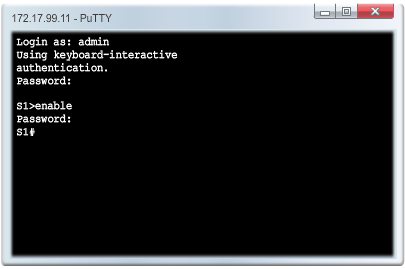 172.17.99.11 - PuTTY
Login as: admin
Using keyboard-interactive
authentication.
Password:
S1>enable
Password:
S1#